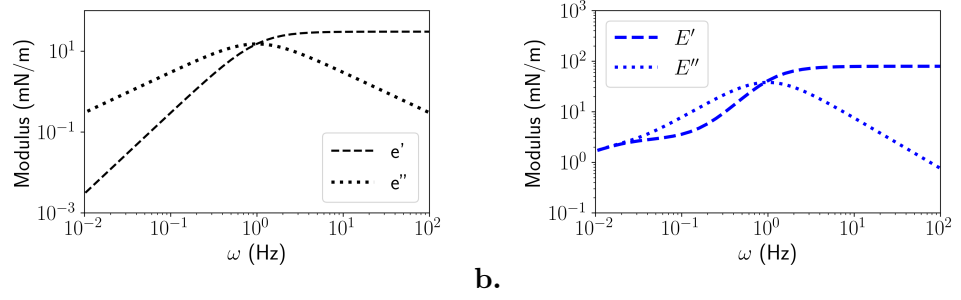 Modulus (mN/m)
10¹
10⁻¹
10⁻³
e'
e''
10⁻² 10⁻¹ 10⁰ 10¹ 10²
ω (Hz)
Modulus (mN/m)
10³
10²
10¹
10⁰
10⁻¹
E′
E′′
10⁻² 10⁻¹ 10⁰ 10¹ 10²
ω (Hz)
b.